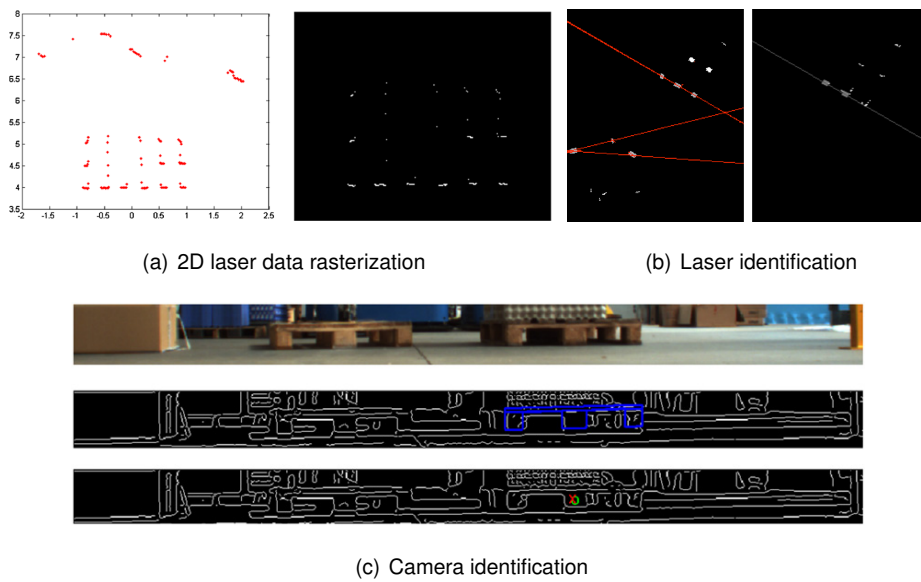 8
7.5
7
6.5
6
5.5
5
4.5
4
3.5
-2 -1.5 -1 -0.5 0 0.5 1 1.5 2 2.5
(a) 2D laser data rasterization
(b) Laser identification
(c) Camera identification